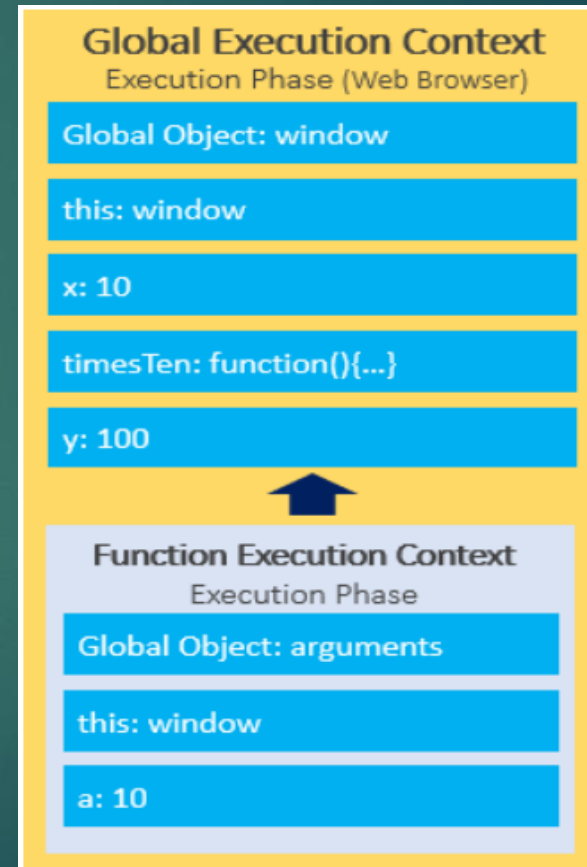 Global Execution Context
Execution Phase (Web Browser)
Global Object: window
this: window
x: 10
timesTen: function(){...}
y: 100
Function Execution Context
Execution Phase
Global Object: arguments
this: window
a: 10